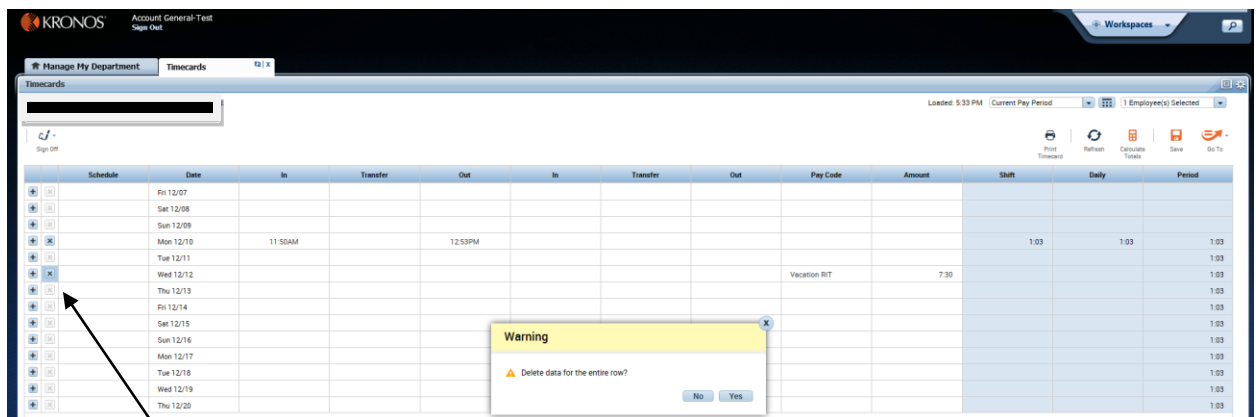 KRONOS Account General-Test
Sign Out
+ Workspaces
Manage My Department Timecards x
Timecards
Loaded: 5:33 PM Current Pay Period 1 Employee(s) Selected
Sign Off Print Timecard Refresh Calculate Totals Save Go To
Schedule Date In Transfer Out In Transfer Out Pay Code Amount Shift Daily Period
Fri 12/07
Sat 12/08
Sun 12/09
Mon 12/10 11:50AM 12:53PM 1:03 1:03 1:03
Tue 12/11 1:03
Wed 12/12 Vacation RIT 7:30 1:03
Thu 12/13 1:03
Fri 12/14 1:03
Sat 12/15 1:03
Sun 12/16 1:03
Mon 12/17 1:03
Tue 12/18 1:03
Wed 12/19 1:03
Thu 12/20 1:03
Warning x
Delete data for the entire row?
No Yes